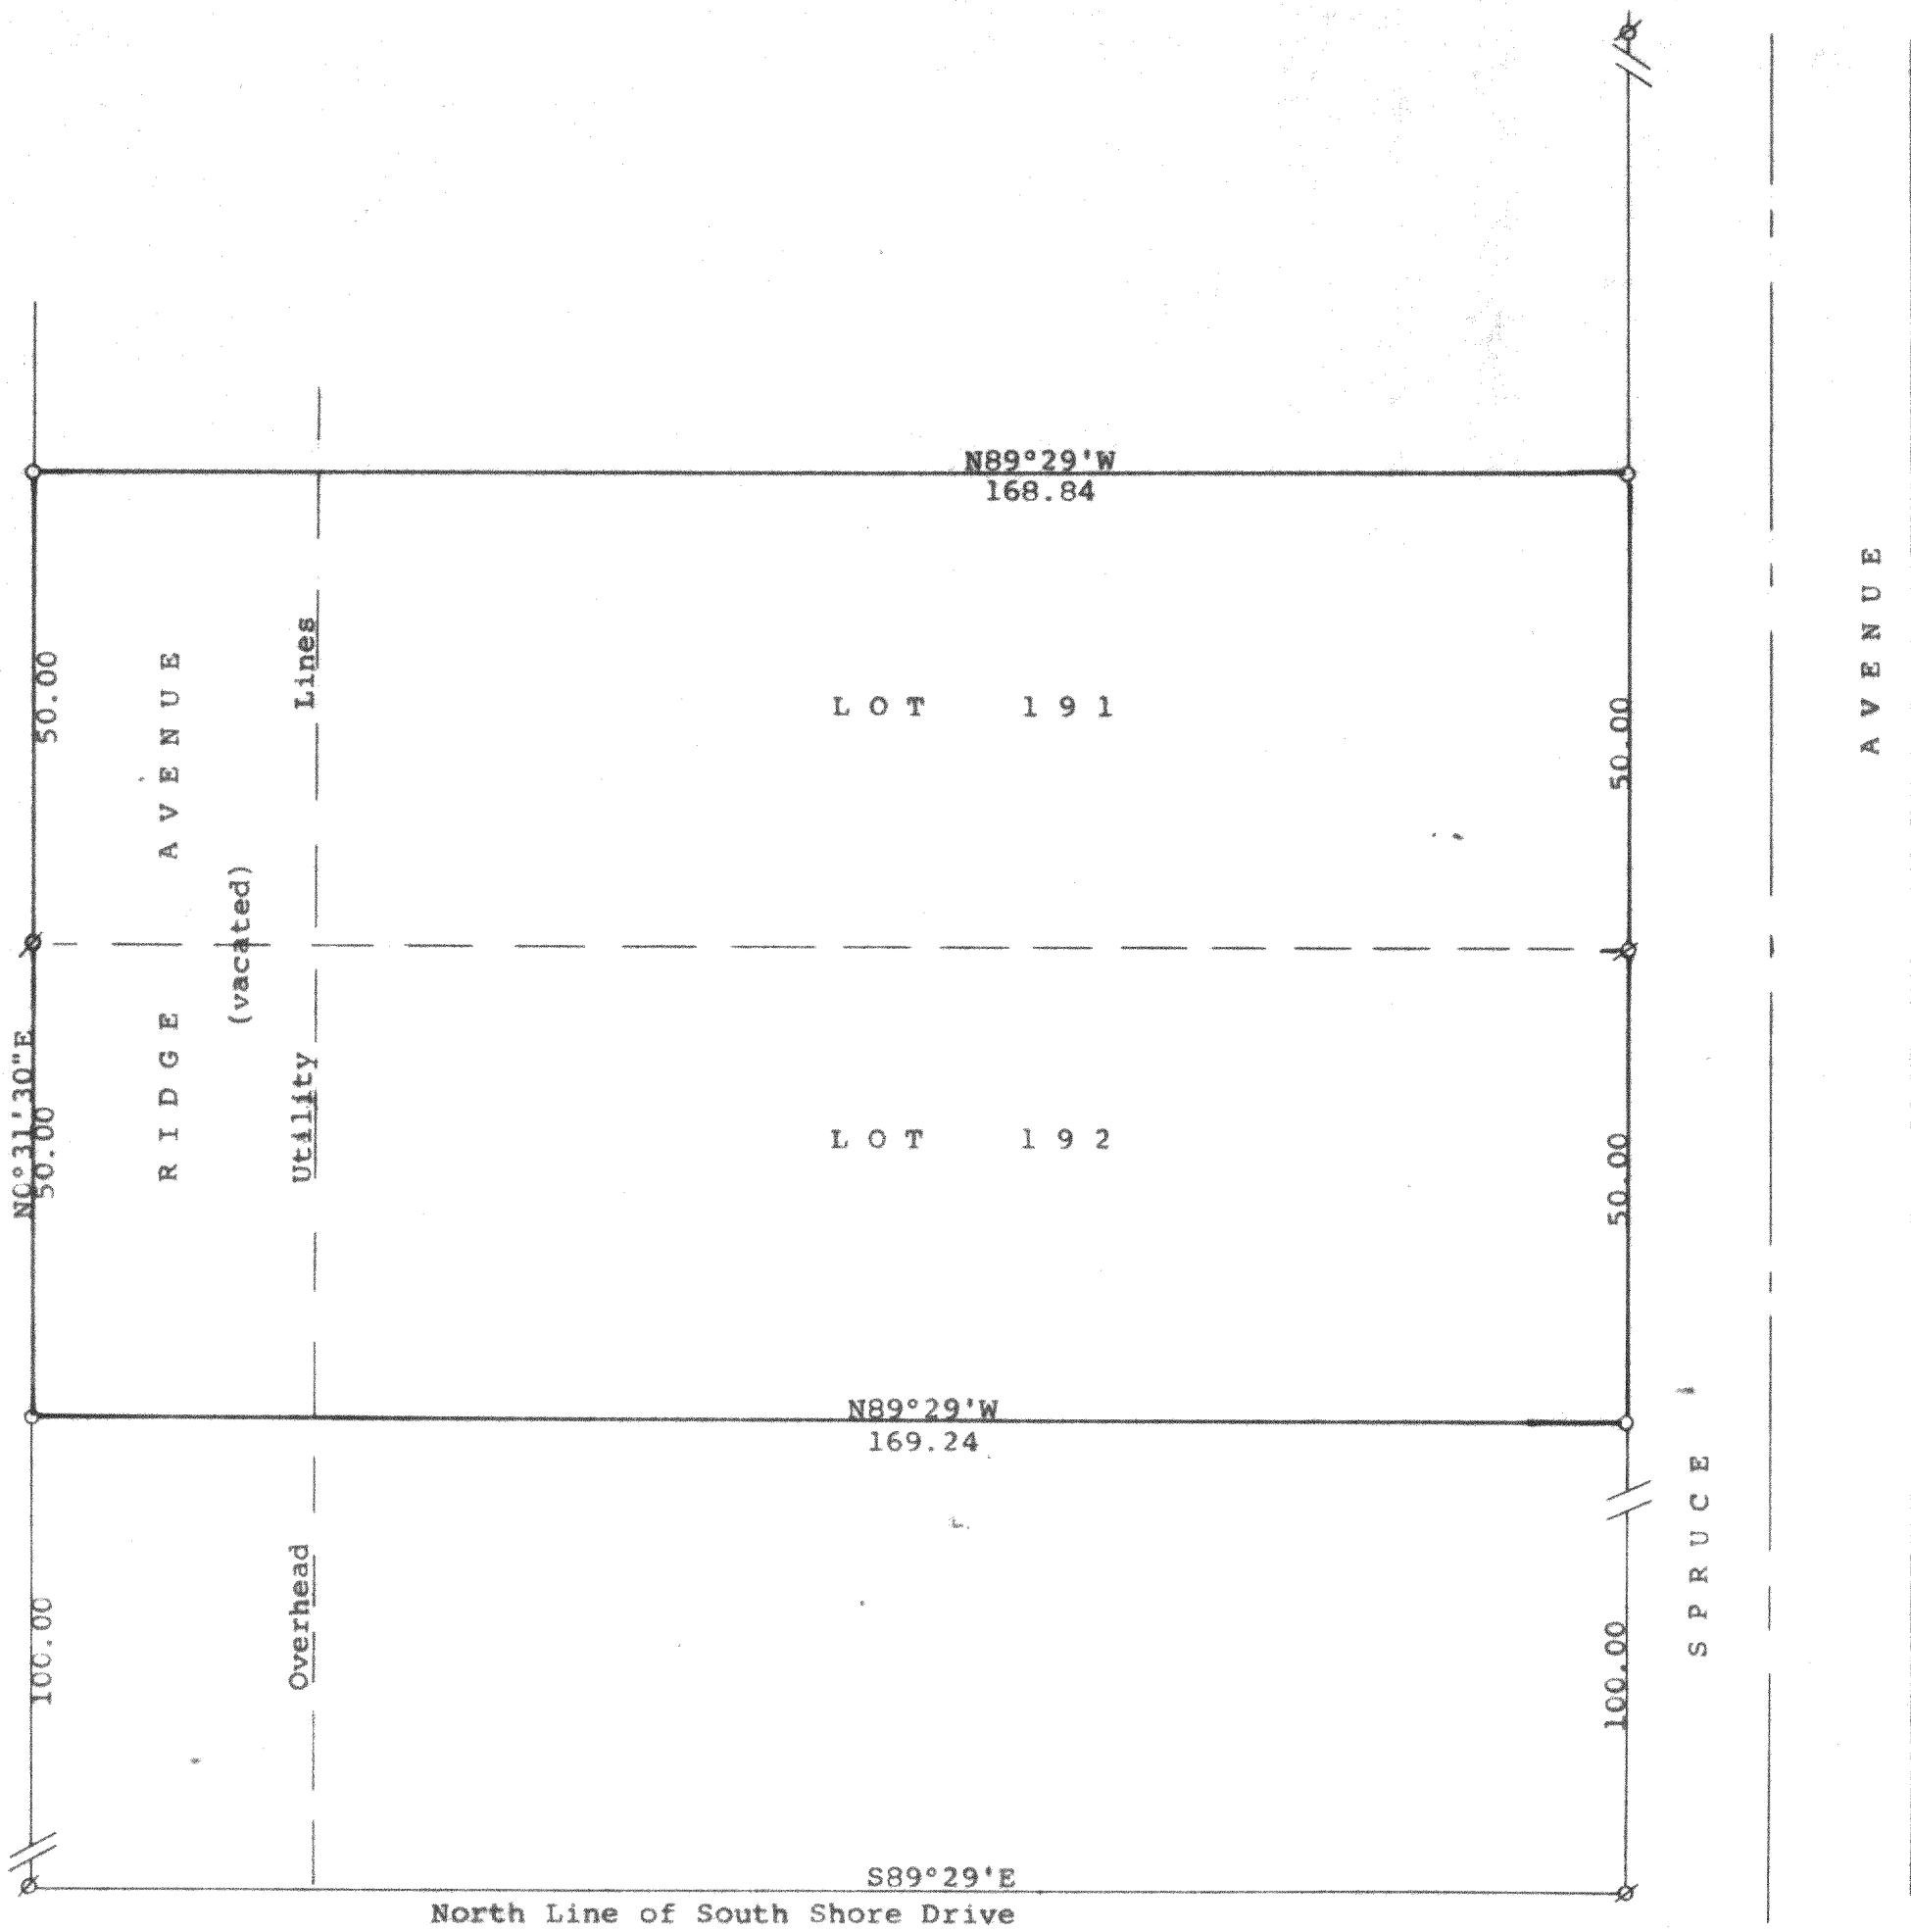 N89°29'W
168.84
AVENUE
50.00
RIDGE AVENUE
(vacated)
Lines
LOT 191
50.00
N0°31'30"E
50.00
Utility
LOT 192
50.00
N89°29'W
169.24
SPRUCE
100.00
Overhead
100.00
S89°29'E
North Line of South Shore Drive